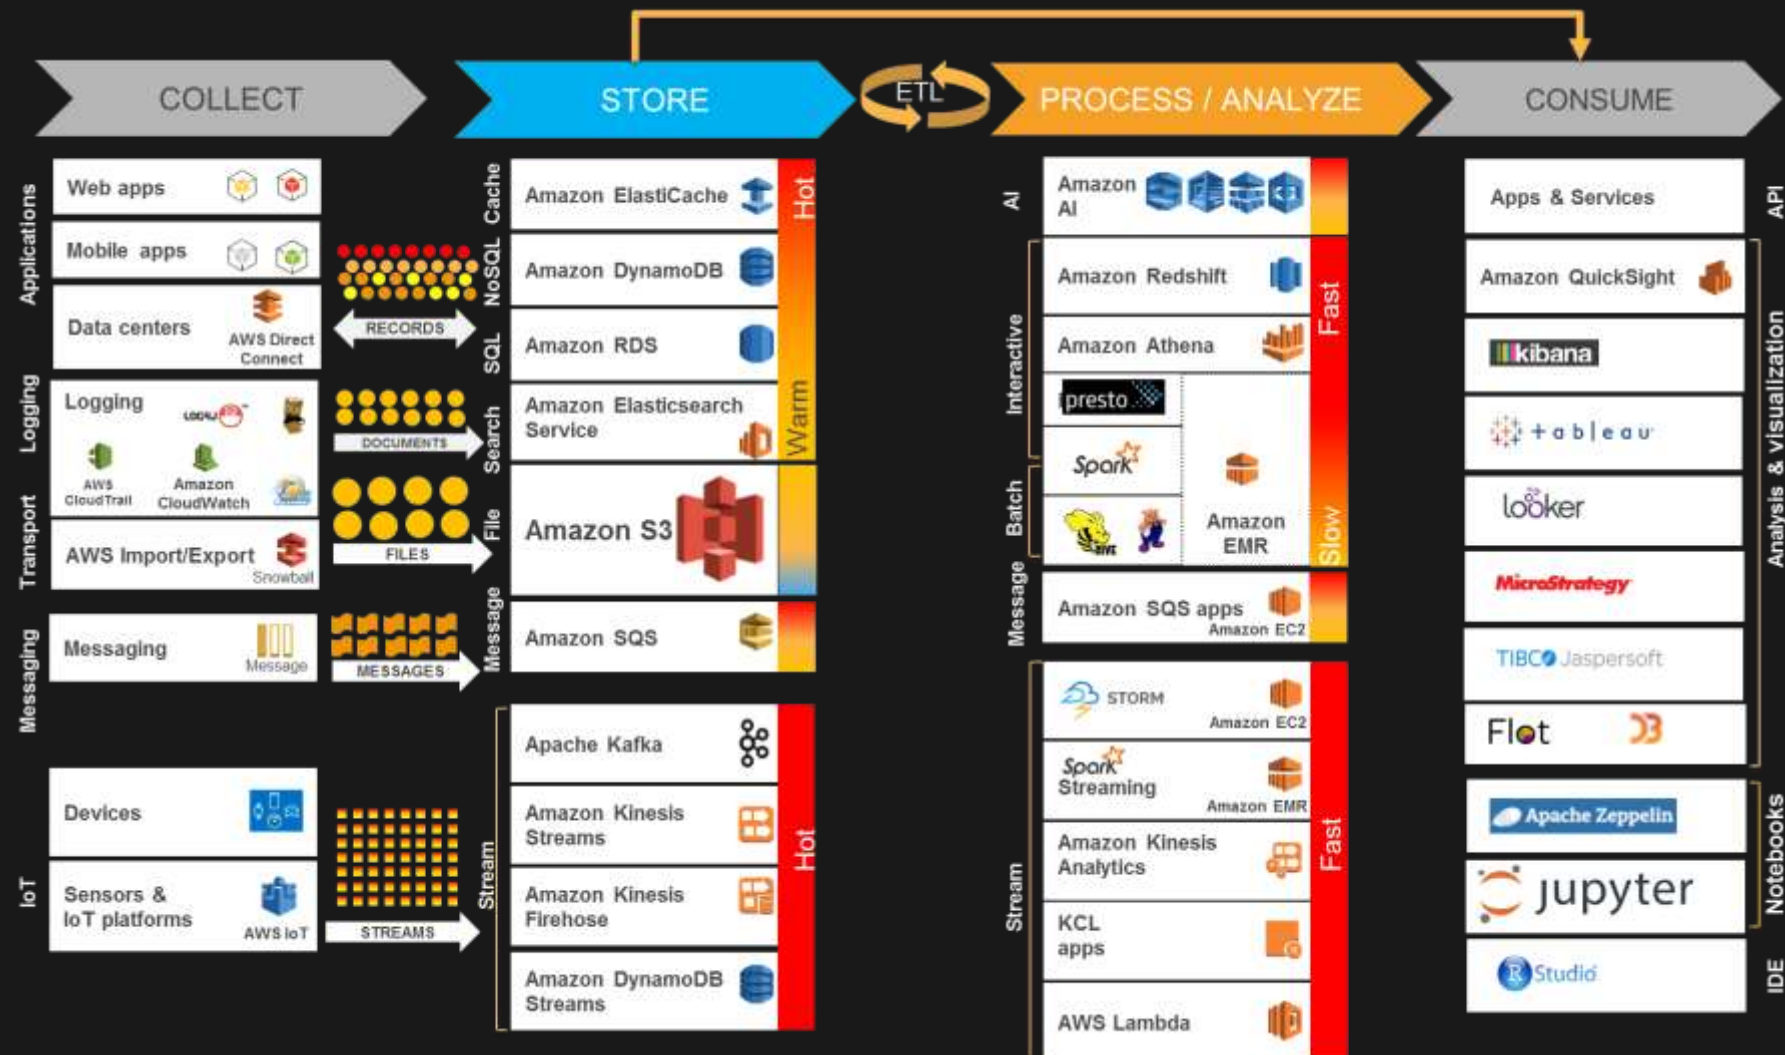 COLLECT
STORE
ETL
PROCESS / ANALYZE
CONSUME
Applications
Web apps
Mobile apps
Data centers
AWS Direct
Connect
Logging
Logging
LOG4J
AWS
CloudTrail
Amazon
CloudWatch
Transport
AWS Import/Export
Snowball
Messaging
Messaging
Message
IoT
Devices
Sensors &
IoT platforms
AWS IoT
RECORDS
DOCUMENTS
FILES
MESSAGES
STREAMS
Cache
Amazon ElastiCache
Hot
NoSQL
Amazon DynamoDB
SQL
Amazon RDS
Search
Amazon Elasticsearch
Service
Warm
File
Amazon S3
Message
Amazon SQS
Stream
Apache Kafka
Amazon Kinesis
Streams
Hot
Amazon Kinesis
Firehose
Amazon DynamoDB
Streams
AI
Amazon
AI
Interactive
Amazon Redshift
Fast
Amazon Athena
presto
Spark
Batch
HIVE
Amazon
EMR
Slow
Message
Amazon SQS apps
Amazon EC2
Stream
STORM
Amazon EC2
Spark
Streaming
Amazon EMR
Amazon Kinesis
Analytics
Fast
KCL
apps
AWS Lambda
Apps & Services
API
Amazon QuickSight
kibana
+ableau
looker
MicroStrategy
TIBCO Jaspersoft
Flot
D3
Analysis & visualization
Apache Zeppelin
jupyter
Notebooks
R Studio
IDE